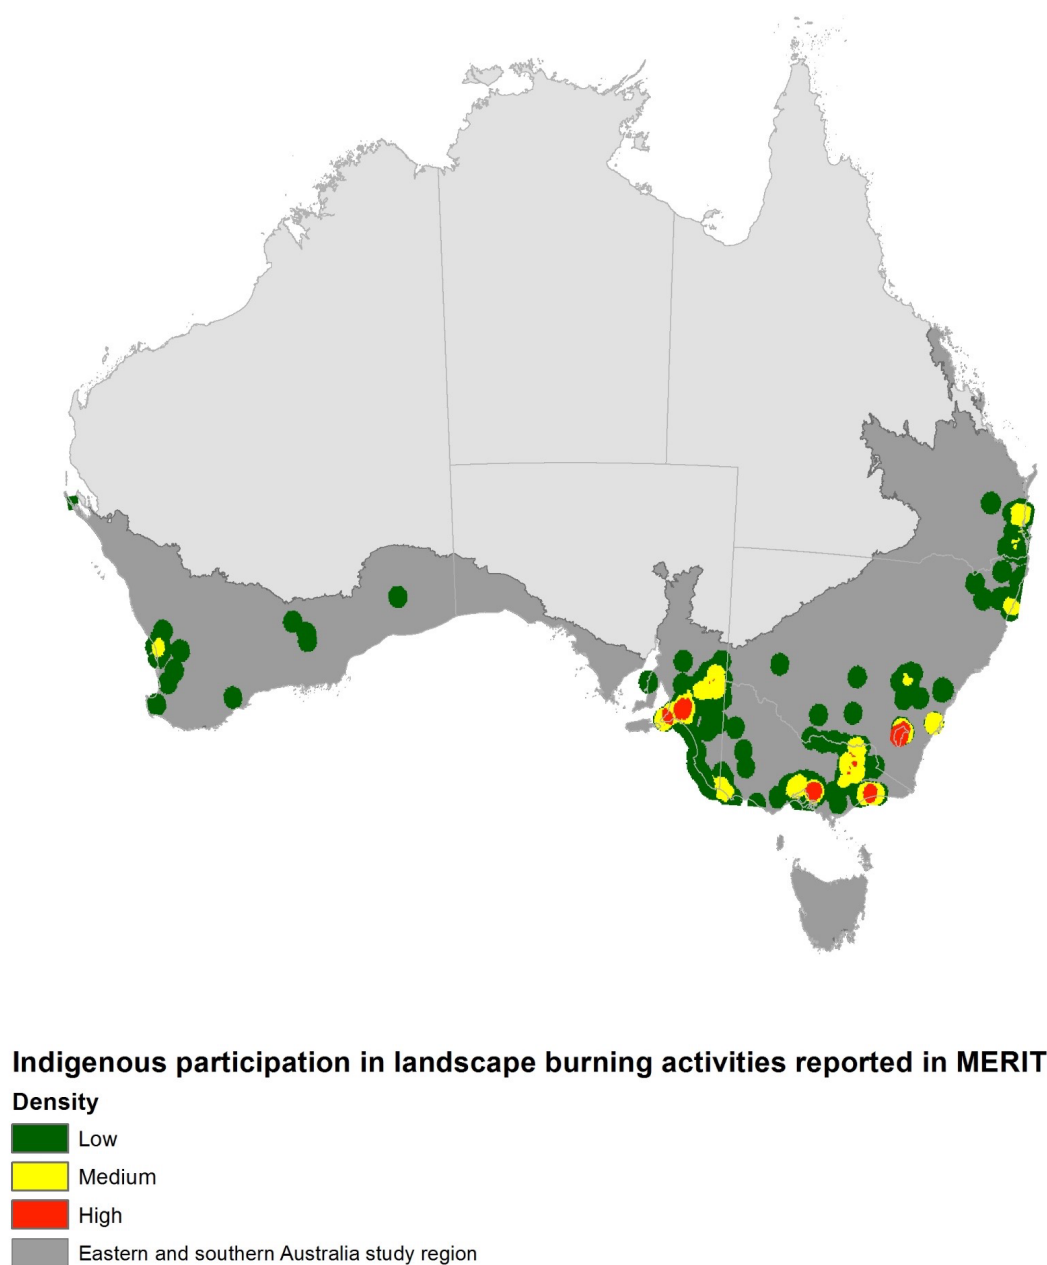 Indigenous participation in landscape burning activities reported in MERIT
Density
Low
Medium
High
Eastern and southern Australia study region